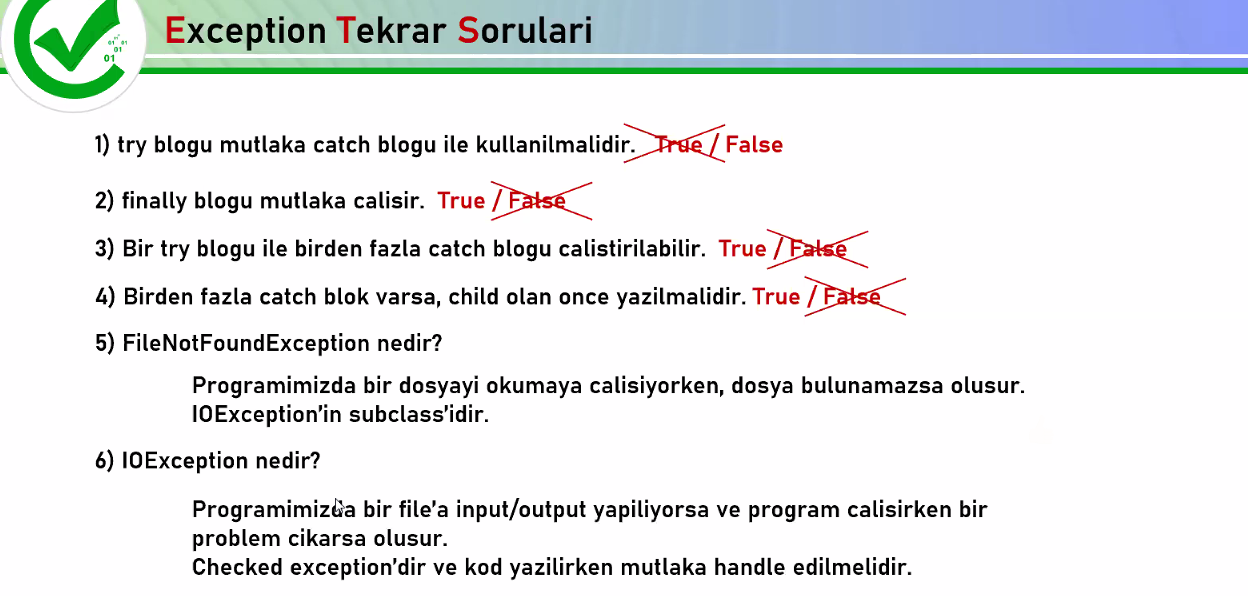 Exception Tekrar Sorulari
01 01
01
01
1) try blogu mutlaka catch blogu ile kullanilmalidir. True / False
2) finally blogu mutlaka calisir. True / False
3) Bir try blogu ile birden fazla catch blogu calistirilabilir. True / False
4) Birden fazla catch blok varsa, child olan once yazilmalidir. True / False
5) FileNotFoundException nedir?
Programimizda bir dosyayi okumaya calisiyorken, dosya bulunamazsa olusur.
IOException’in subclass’idir.
6) IOException nedir?
Programimizda bir file’a input/output yapiliyorsa ve program calisirken bir
problem cikarsa olusur.
Checked exception’dir ve kod yazilirken mutlaka handle edilmelidir.